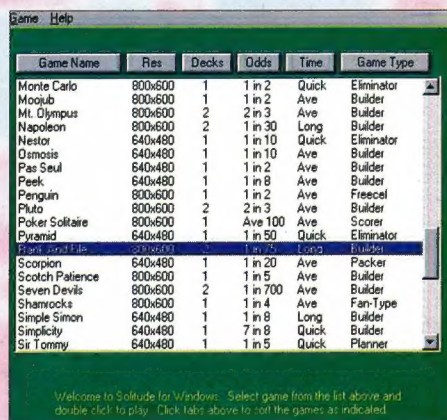 Game Help
Game Name Res Decks Odds Time Game Type
Monte Carlo 800x600 1 1 in 2 Quick Eliminator
Moojub 800x600 1 1 in 2 Ave Builder
Mt. Olympus 800x600 2 2 in 3 Ave Builder
Napoleon 800x600 2 1 in 30 Long Builder
Nestor 640x480 1 1 in 10 Quick Eliminator
Osmosis 640x480 1 1 in 10 Ave Builder
Pas Seul 640x480 1 1 in 2 Ave Builder
Peek 640x480 1 1 in 8 Ave Builder
Penguin 640x480 1 1 in 2 Ave Freecel
Pluto 800x600 2 2 in 3 Ave Builder
Poker Solitaire 800x600 1 Ave 100 Ave Scorer
Pyramid 640x480 1 1 in 50 Quick Eliminator
Rank And File 800x600 2 1 in 75 Long Builder
Scorpion 640x480 1 1 in 20 Ave Packer
Scotch Patience 800x600 1 1 in 5 Ave Builder
Seven Devils 800x600 2 1 in 700 Ave Builder
Shamrocks 800x600 1 1 in 4 Ave Fan-Type
Simple Simon 640x480 1 1 in 8 Long Builder
Simplicity 640x480 1 7 in 8 Quick Builder
Sir Tommy 640x480 1 1 in 5 Quick Planner
Welcome to Solitude for Windows. Select game from the list above and
double click to play. Click tabs above to sort the games as indicated.